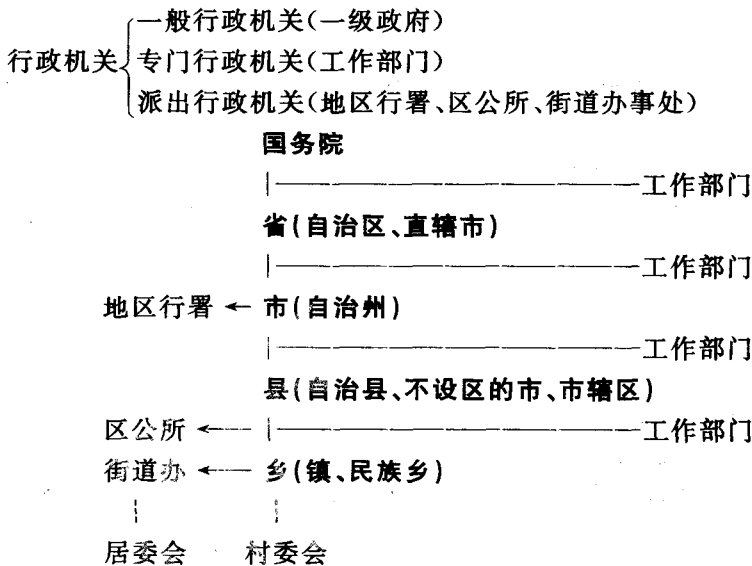 一般行政机关(一级政府)
行政机关 专门行政机关(工作部门)
派出行政机关(地区行署、区公所、街道办事处)
国务院
工作部门
省(自治区、直辖市)
工作部门
地区行署 ← 市(自治州)
工作部门
县(自治县、不设区的市、市辖区)
区公所 ← 工作部门
街道办 ← 乡(镇、民族乡)
居委会 村委会